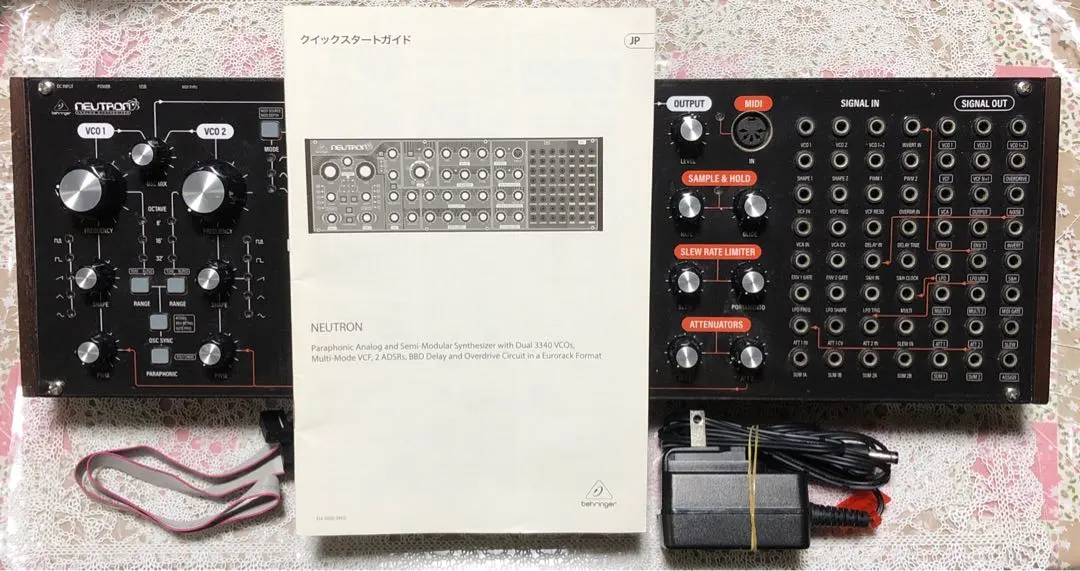 クイックスタートガイド
JP
NEUTRON
Paraphonic Analog and Semi-Modular Synthesizer with Dual 3340 VCOs,
Multi-Mode VCF, 2 ADSRs, BBD Delay and Overdrive Circuit in a Eurorack Format
behringer
DC INPUT POWER USB
behringer NEUTRON
VCO 1 VCO 2
OSC MIX
MODE
FREQUENCY OCTAVE FREQUENCY
8'
16'
32'
SHAPE RANGE RANGE SHAPE
OSC SYNC
PARAPHONIC
OUTPUT MIDI SIGNAL IN SIGNAL OUT
LEVEL IN
VCO 1 VCO 2 VCO 1+2 INVERT IN VCO 1 VCO 2 VCO 1+2
SAMPLE & HOLD
SHAPE 1 SHAPE 2 PWM 1 PWM 2 VCF VCF N+1 OVERDRIVE
VCF IN VCF FREQ VCF RESO OVERDR IN VCA OUTPUT NOISE
RATE GLIDE
VCA IN VCA CV DELAY IN DELAY TIME ENV 1 ENV 2 INVERT
SLEW RATE LIMITER
ENV 1 GATE ENV 2 GATE S&H IN S&H CLOCK LFO LFO UNI S&H
SLEW PORTAMENTO
LFO FREQ LFO SHAPE LFO TRIG MULTI MULTI 1 MULTI 2 MIDI GATE
ATTENUATORS
ATT 1 IN ATT 1 CV ATT 2 IN SLEW IN ATT 1 ATT 2 SLEW
SUM 1A SUM 1B SUM 2A SUM 2B SUM 1 SUM 2 ASSIGN